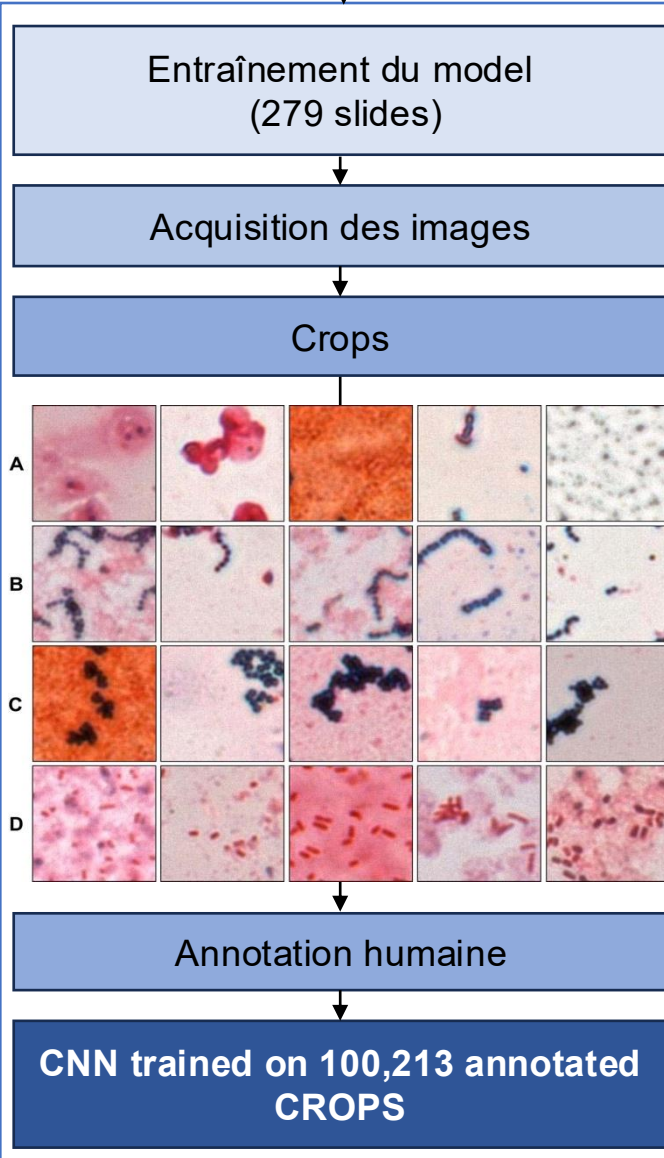 Entraînement du model
(279 slides)
Acquisition des images
Crops
A
B
C
D
Annotation humaine
CNN trained on 100,213 annotated
CROPS